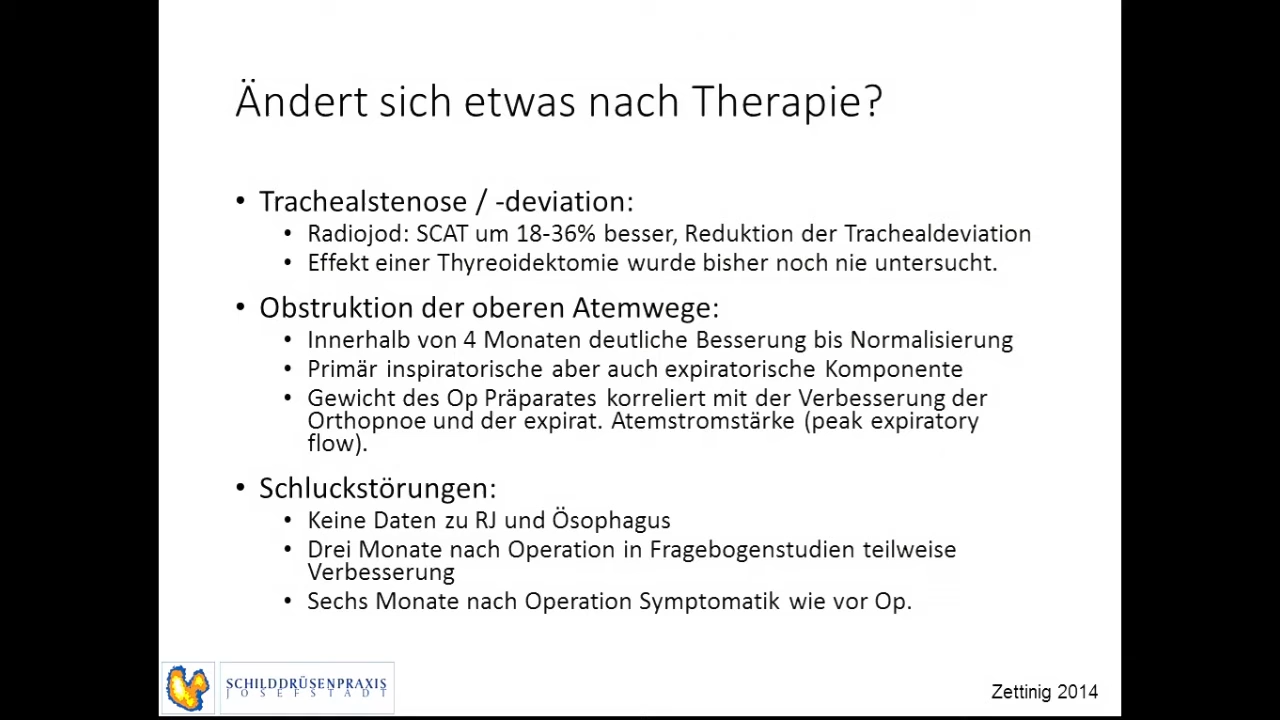 Ändert sich etwas nach Therapie?
• Trachealstenose / -deviation:
• Radiojod: SCAT um 18-36% besser, Reduktion der Trachealdeviation
• Effekt einer Thyreoidektomie wurde bisher noch nie untersucht.
• Obstruktion der oberen Atemwege:
• Innerhalb von 4 Monaten deutliche Besserung bis Normalisierung
• Primär inspiratorische aber auch expiratorische Komponente
• Gewicht des Op Präparates korreliert mit der Verbesserung der
Orthopnoe und der expirat. Atemstromstärke (peak expiratory
flow).
• Schluckstörungen:
• Keine Daten zu RJ und Ösophagus
• Drei Monate nach Operation in Fragebogenstudien teilweise
Verbesserung
• Sechs Monate nach Operation Symptomatik wie vor Op.
SCHILDDRÜSENPRAXIS
JOSEFSTADT
Zettinig 2014